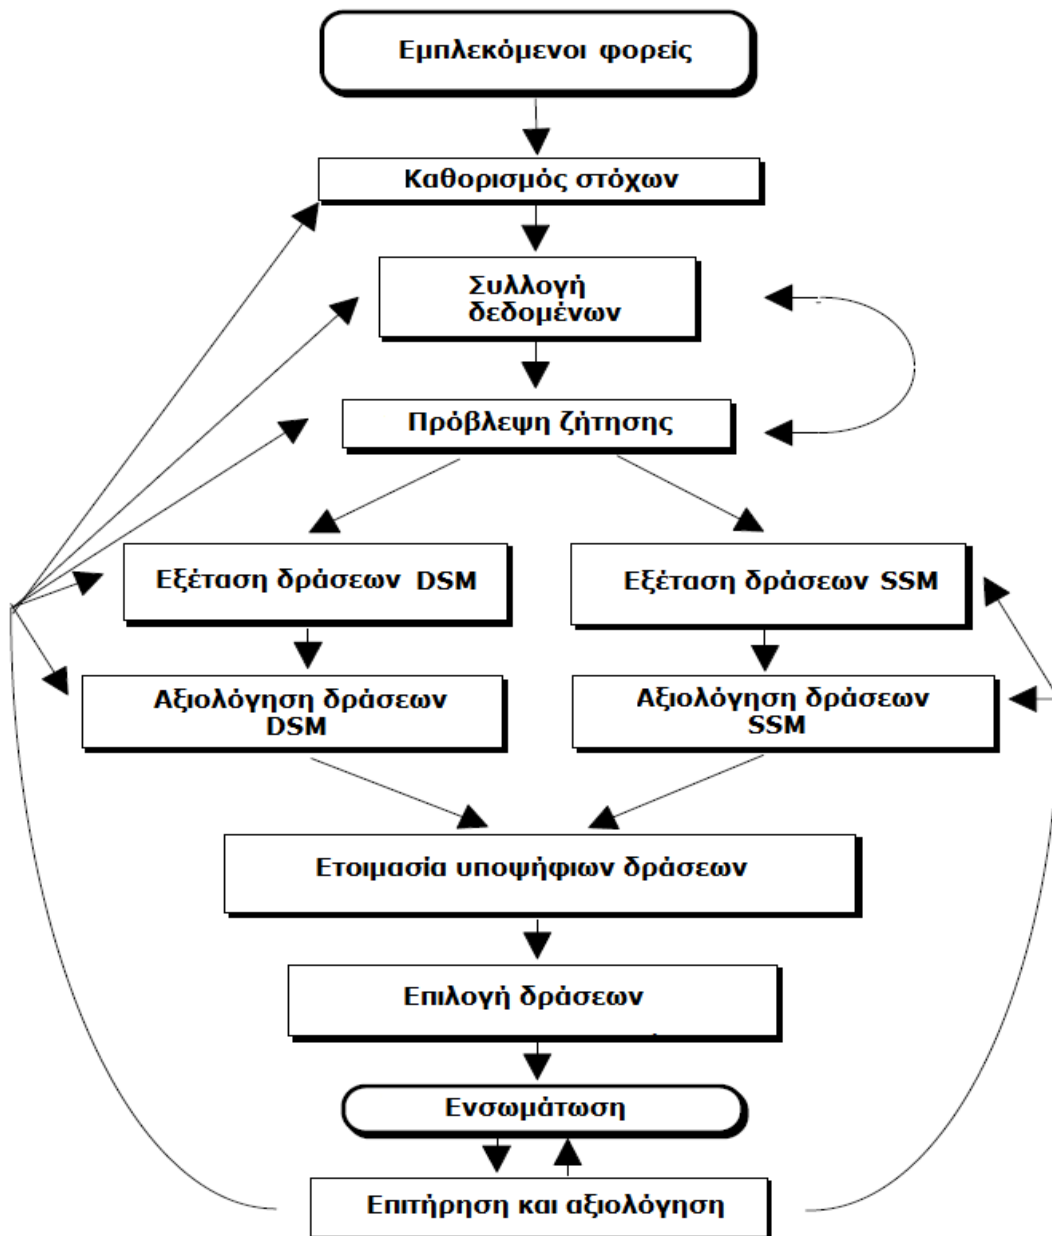 Εμπλεκόμενοι φορείς
Καθορισμός στόχων
Συλλογή
δεδομένων
Πρόβλεψη ζήτησης
Εξέταση δράσεων DSM
Εξέταση δράσεων SSM
Αξιολόγηση δράσεων
DSM
Αξιολόγηση δράσεων
SSM
Ετοιμασία υποψήφιων δράσεων
Επιλογή δράσεων
Ενσωμάτωση
Επιτήρηση και αξιολόγηση